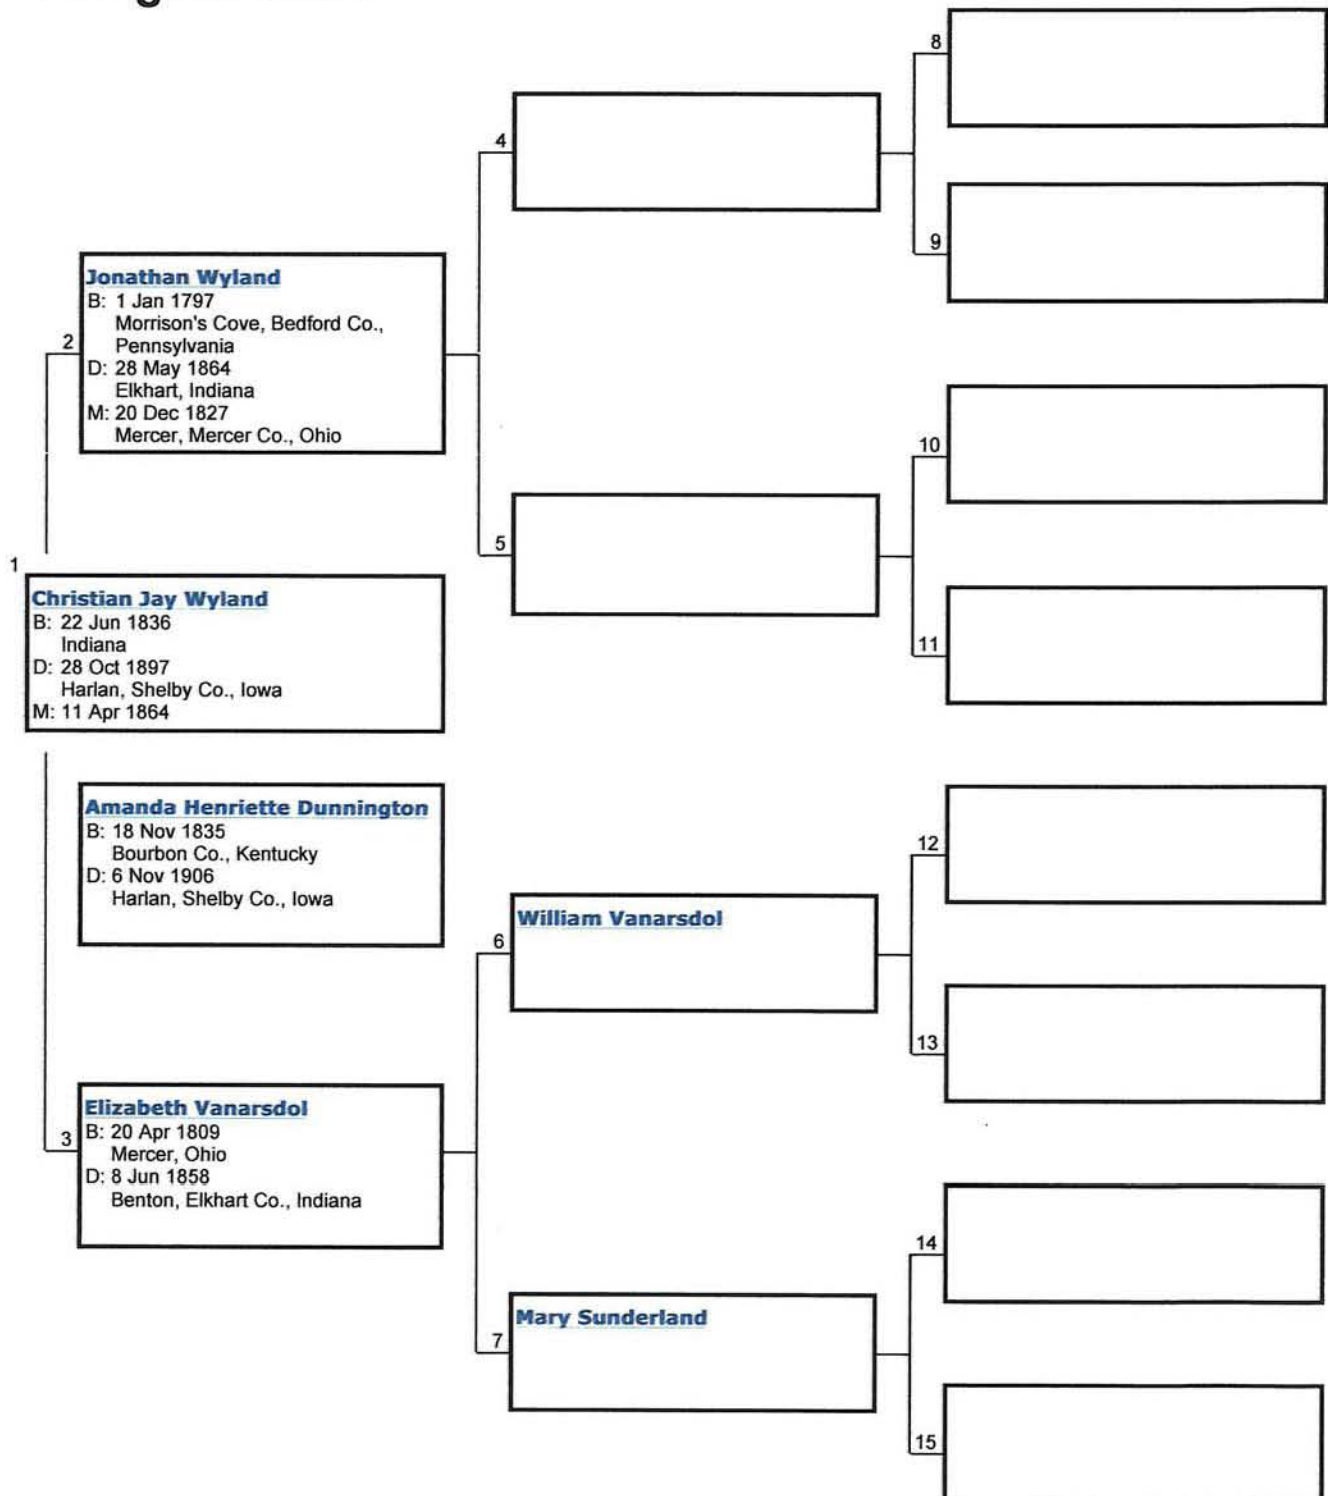 8
4
9
Jonathan Wyland
B: 1 Jan 1797
Morrison's Cove, Bedford Co.,
Pennsylvania
D: 28 May 1864
Elkhart, Indiana
M: 20 Dec 1827
Mercer, Mercer Co., Ohio
2
10
5
11
1
Christian Jay Wyland
B: 22 Jun 1836
Indiana
D: 28 Oct 1897
Harlan, Shelby Co., Iowa
M: 11 Apr 1864
Amanda Henriette Dunnington
B: 18 Nov 1835
Bourbon Co., Kentucky
D: 6 Nov 1906
Harlan, Shelby Co., Iowa
12
6
William Vanarsdol
13
3
Elizabeth Vanarsdol
B: 20 Apr 1809
Mercer, Ohio
D: 8 Jun 1858
Benton, Elkhart Co., Indiana
14
7
Mary Sunderland
15